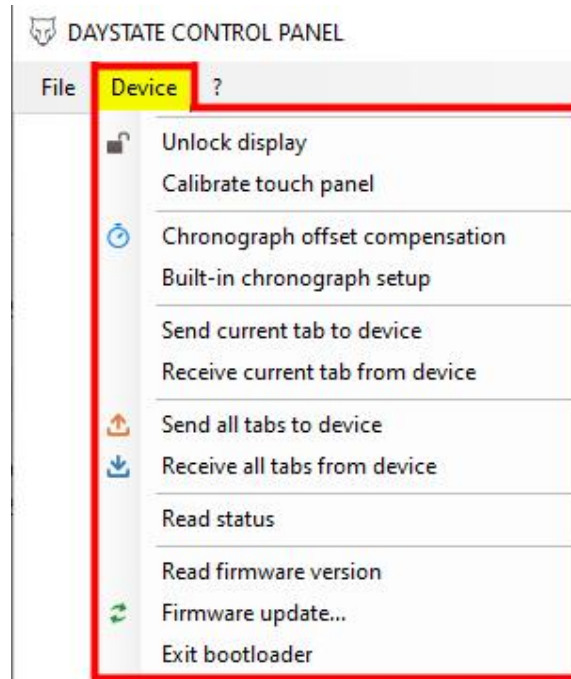 DAYSTATE CONTROL PANEL
File Device ?
Unlock display
Calibrate touch panel
Chronograph offset compensation
Built-in chronograph setup
Send current tab to device
Receive current tab from device
Send all tabs to device
Receive all tabs from device
Read status
Read firmware version
Firmware update...
Exit bootloader